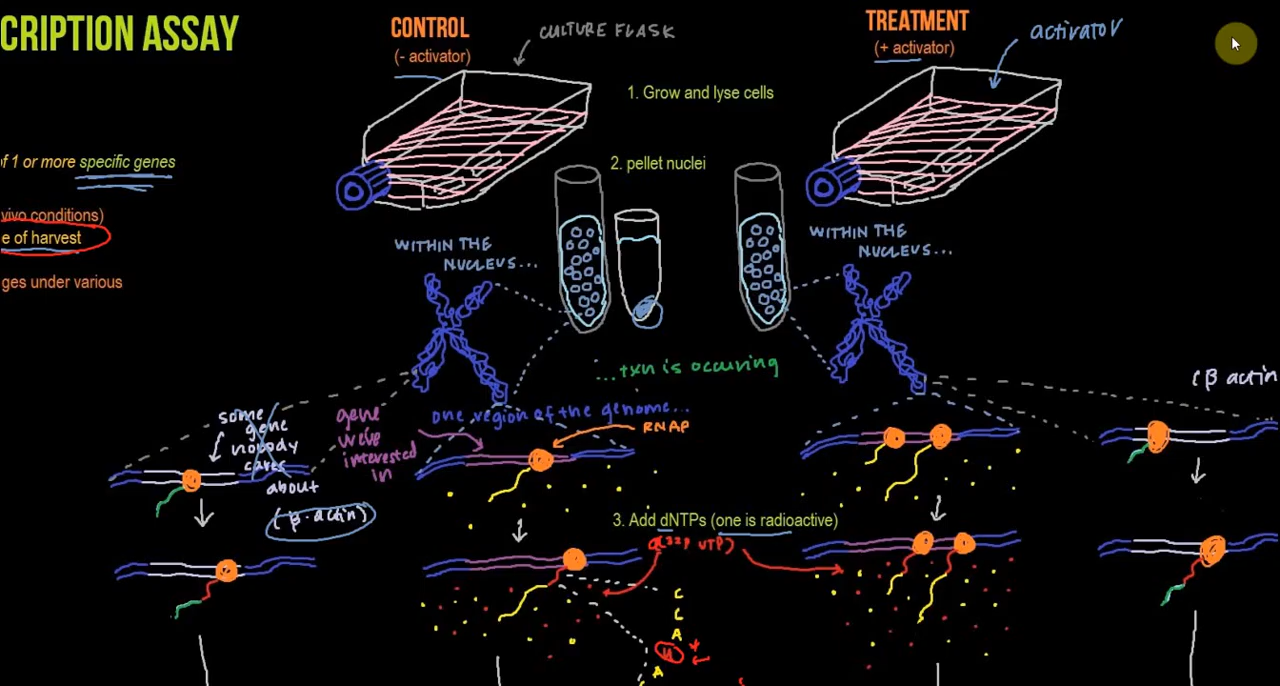 CRIPTION ASSAY
CONTROL
(- activator)
CULTURE FLASK
TREATMENT
(+ activator)
activator
1. Grow and lyse cells
of 1 or more specific genes
2. pellet nuclei
vivo conditions)
e of harvest
ges under various
WITHIN THE
NUCLEUS...
WITHIN THE
NUCLEUS...
...txn is occuring
(β actin
some
gene
nobody
cares
about
(β-actin)
gene
we're
interested
in
one region of the genome...
RNAP
3. Add dNTPs (one is radioactive)
α(32P UTP)
C
C
A
U *
A